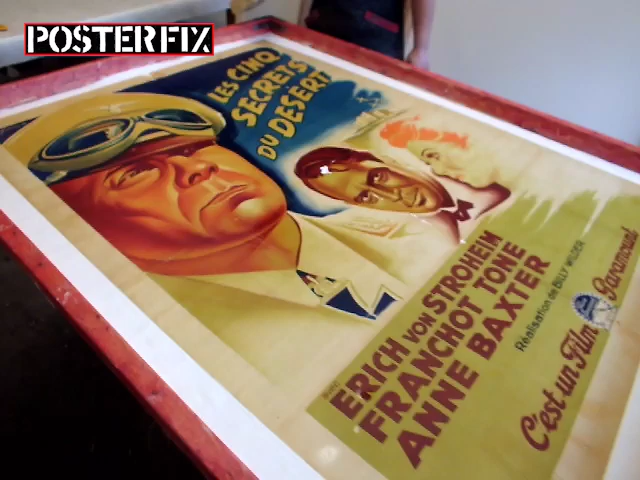 POSTERFIX
LES CINQ
SECRETS
DU DÉSERT
avec
ERICH VON STROHEIM
FRANCHOT TONE
ANNE BAXTER
Réalisation de BILLY WILDER
C'est un Film
Paramount